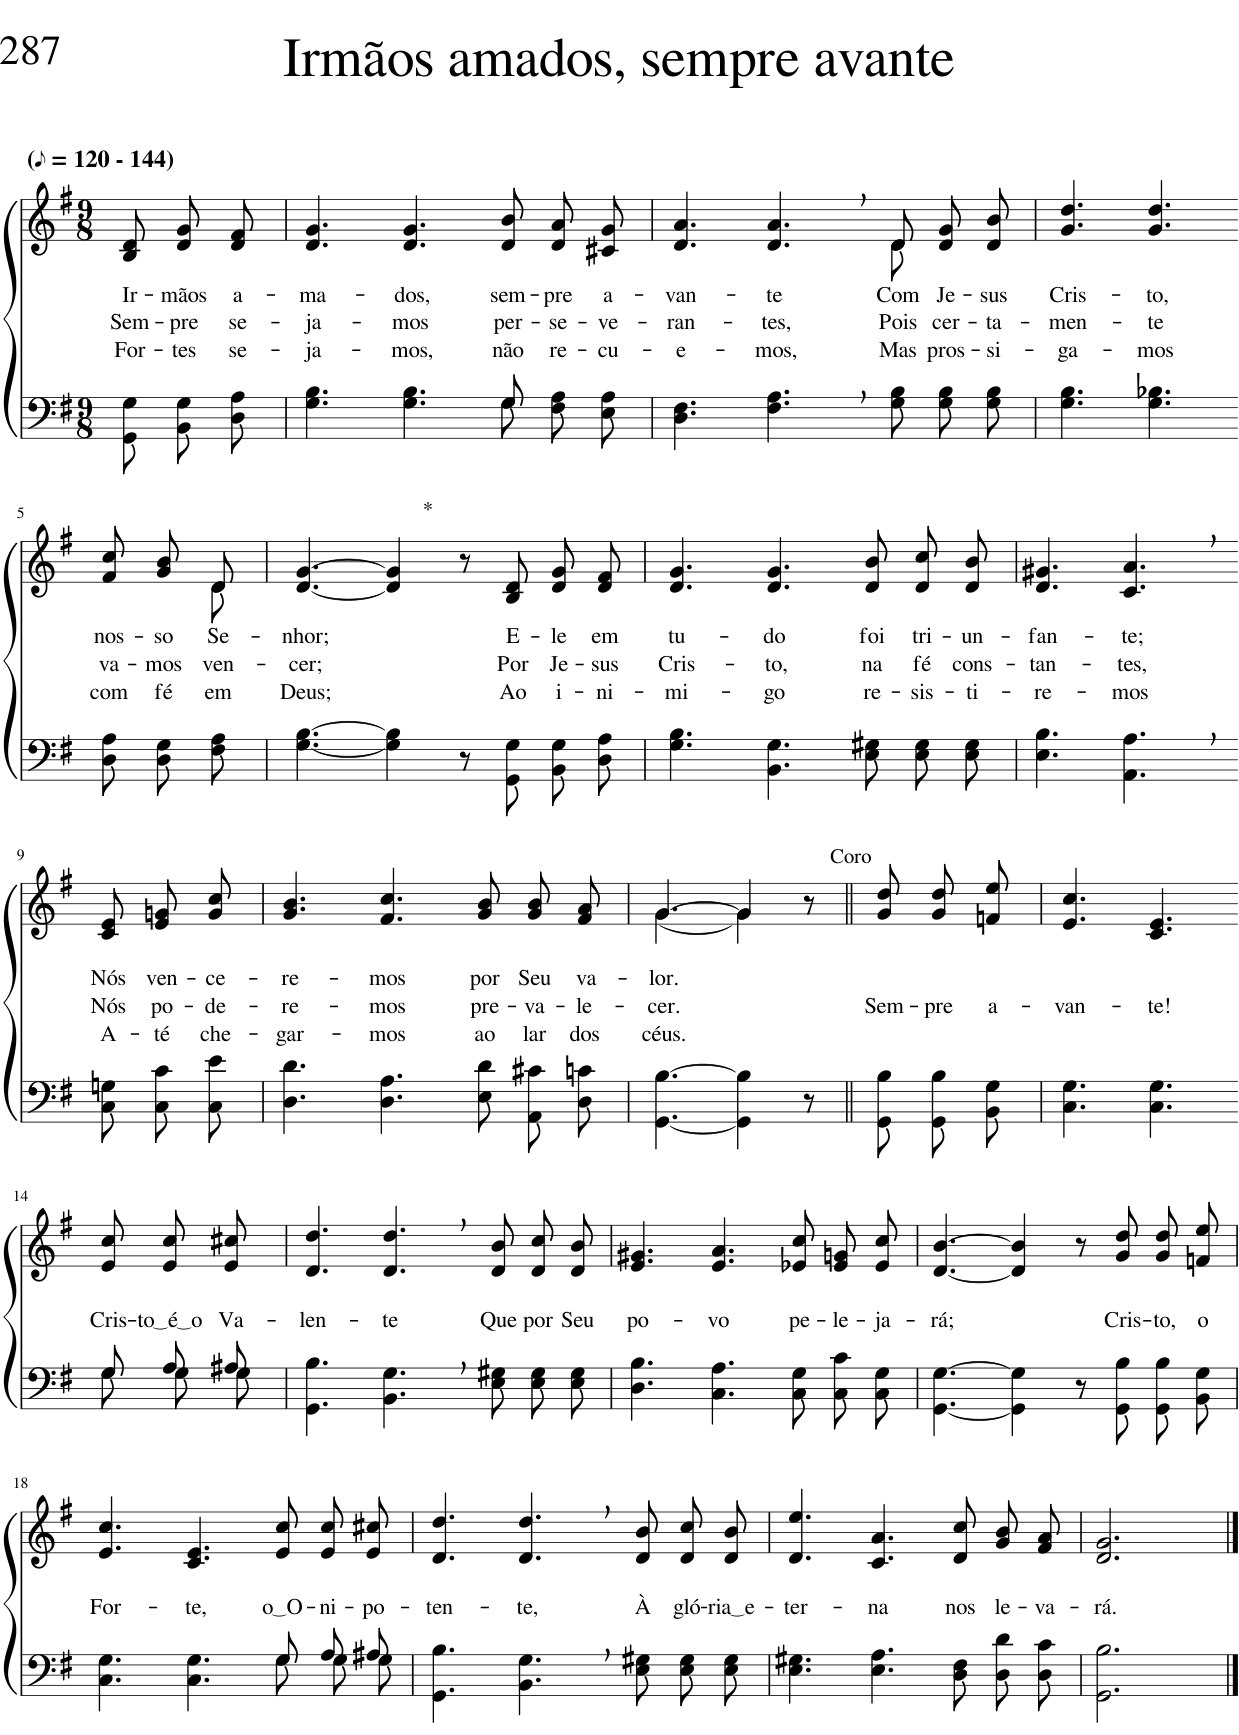 287
Irmãos amados, sempre avante
(♪ = 120 - 144)
9 8
Ir – mãos a – ma – dos, sem – pre a – van – te Com Je – sus Cris – to,
Sem – pre se – ja – mos per – se – ve – ran – tes, Pois cer – ta – men – te
For – tes se – ja – mos, não re – cu – e – mos, Mas pros – si – ga – mos
9 8
5
*
nos – so Se – nhor; E – le em tu – do foi tri – un – fan – te;
va – mos ven – cer; Por Je – sus Cris – to, na fé cons – tan – tes,
com fé em Deus; Ao i – ni – mi – go re – sis – ti – re – mos
9
Coro
Nós ven – ce – re – mos por Seu va – lor.
Nós po – de – re – mos pre – va – le – cer. Sem – pre a – van – te!
A – té che – gar – mos ao lar dos céus.
14
Cris – to‿é‿o Va – len – te Que por Seu po – vo pe – le – ja – rá; Cris – to, o
18
For – te, o‿O – ni – po – ten – te, À gló – ria‿e – ter – na nos le – va – rá.